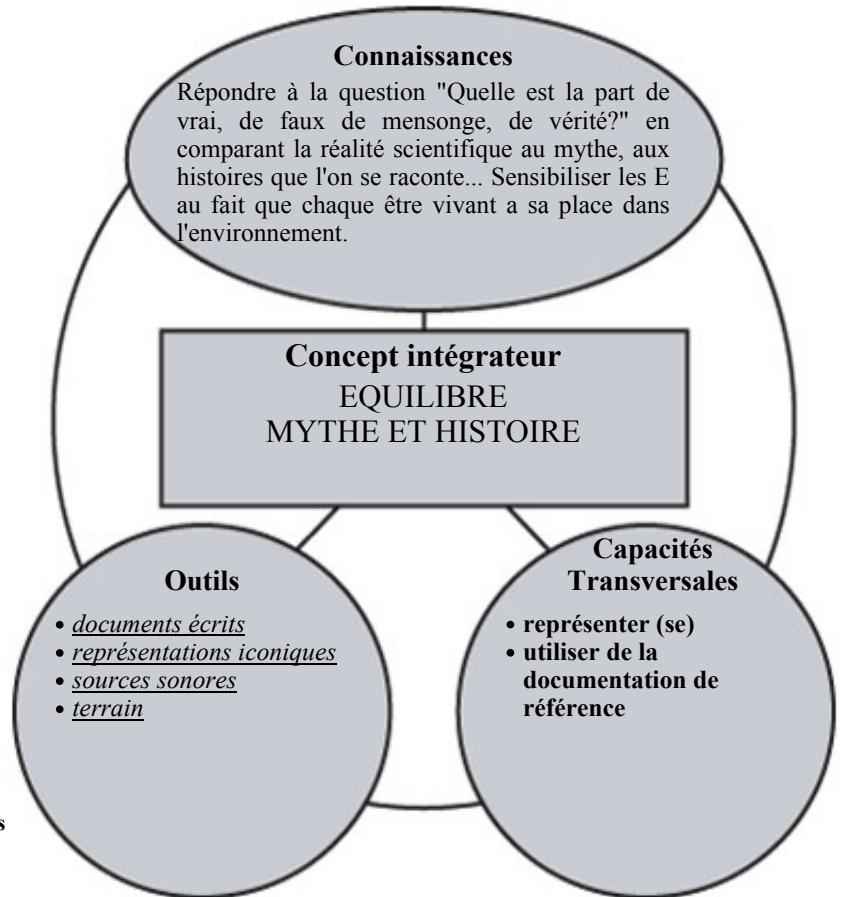 Connaissances
Répondre à la question "Quelle est la part de
vrai, de faux de mensonge, de vérité?" en
comparant la réalité scientifique au mythe, aux
histoires que l'on se raconte... Sensibiliser les E
au fait que chaque être vivant a sa place dans
l'environnement.
Concept intégrateur
EQUILIBRE
MYTHE ET HISTOIRE
Outils
• documents écrits
• représentations iconiques
• sources sonores
• terrain
Capacités
Transversales
• représenter (se)
• utiliser de la
documentation de
référence
s